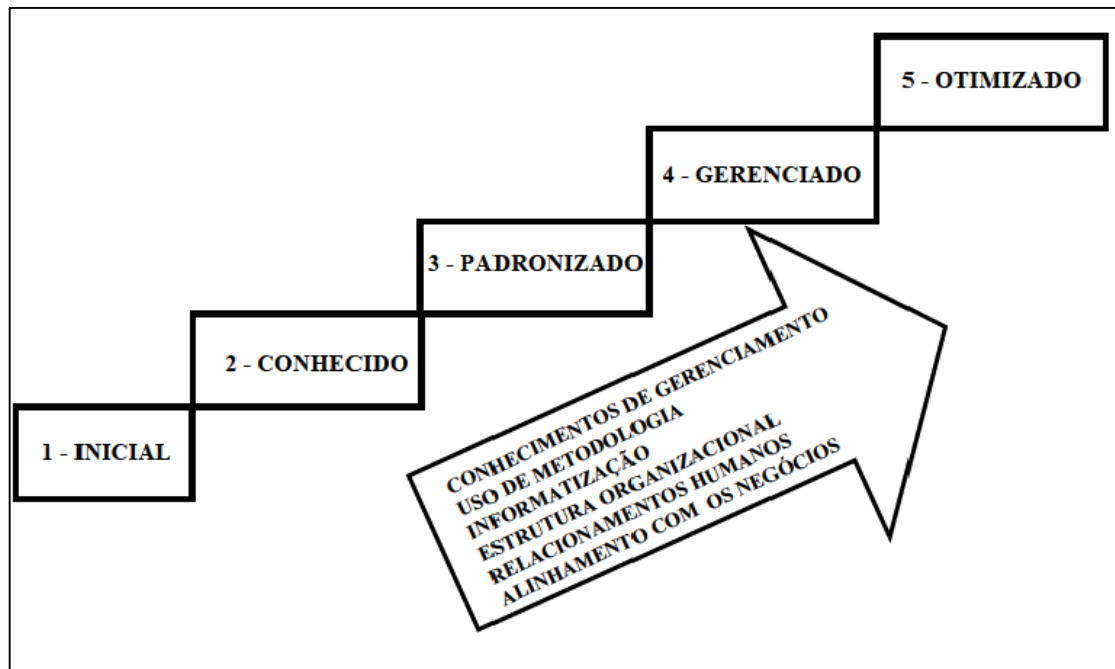 5 - OTIMIZADO
4 - GERENCIADO
3 - PADRONIZADO
2 - CONHECIDO
1 - INICIAL
CONHECIMENTOS DE GERENCIAMENTO
USO DE METODOLOGIA
INFORMATIZAÇÃO
ESTRUTURA ORGANIZACIONAL
RELACIONAMENTOS HUMANOS
ALINHAMENTO COM OS NEGÓCIOS